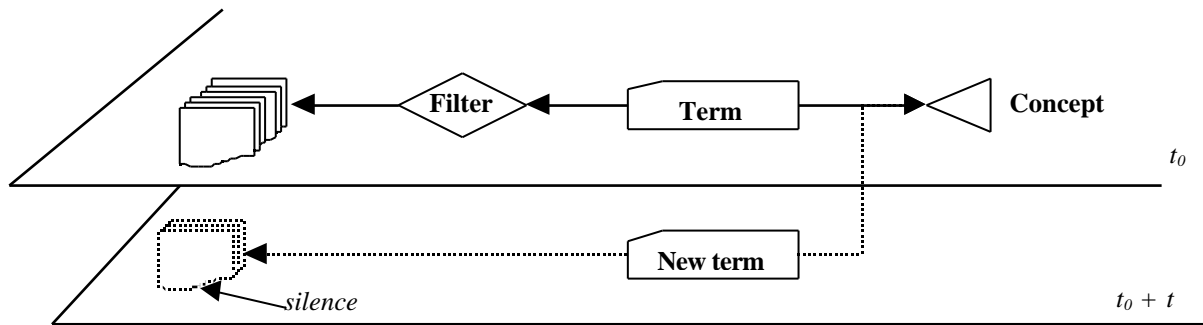 Filter
Term
Concept
t₀
New term
silence
t₀ + t